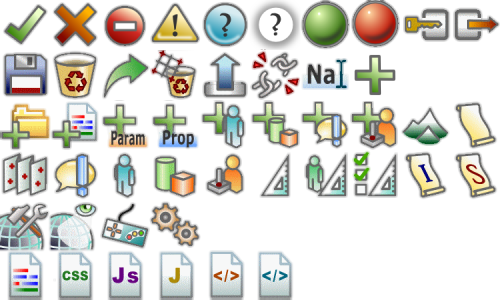 !
? ?
Na
Param Prop
I S
CSS Js J </> </>